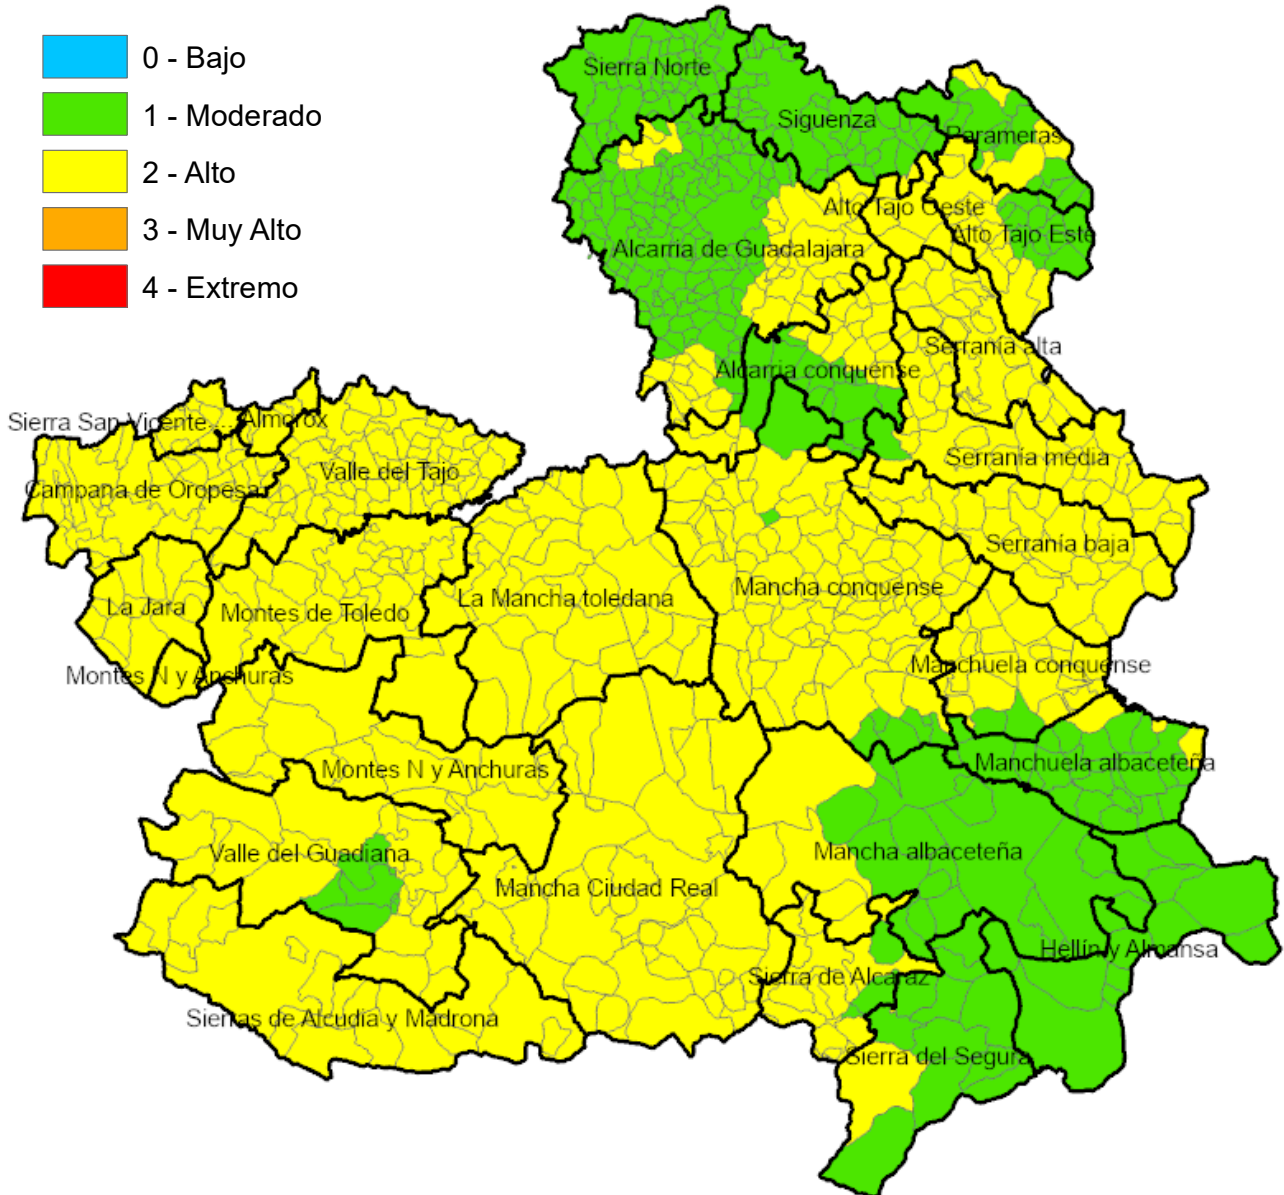 0 - Bajo
1 - Moderado
2 - Alto
3 - Muy Alto
4 - Extremo
Sierra Norte
Siguenza
Parameras
Alto Tajo Oeste
Alto Tajo Este
Alcarria de Guadalajara
Serranía alta
Alcarria conquense
Sierra San Vicente
Almorox
Serranía media
Valle del Tajo
Campana de Oropesa
Serranía baja
Mancha conquense
La Mancha toledana
La Jara
Montes de Toledo
Manchuela conquense
Montes N y Anchuras
Manchuela albaceteña
Montes N y Anchuras
Mancha albaceteña
Valle del Guadiana
Mancha Ciudad Real
Hellín y Almansa
Sierra de Alcaraz
Sierras de Alcudia y Madrona
Sierra del Segura